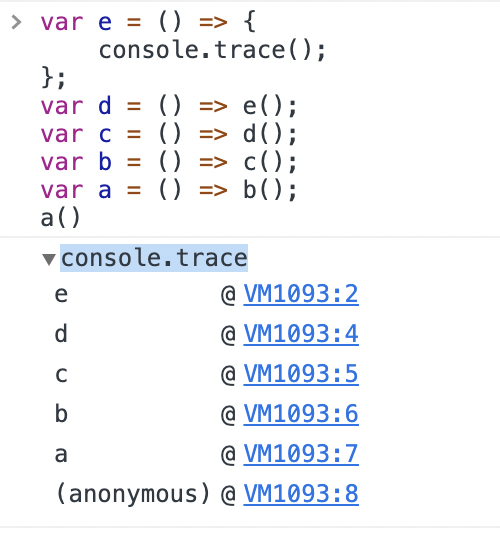 > var e = () => {
console.trace();
};
var d = () => e();
var c = () => d();
var b = () => c();
var a = () => b();
a()
▼console.trace
e @ VM1093:2
d @ VM1093:4
c @ VM1093:5
b @ VM1093:6
a @ VM1093:7
(anonymous) @ VM1093:8